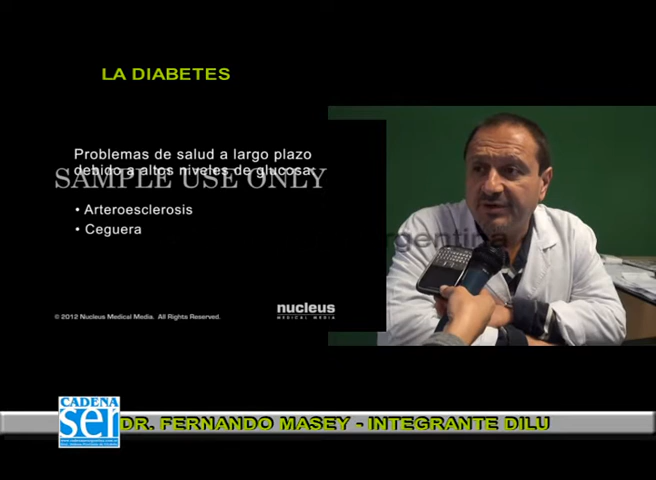 LA DIABETES
Problemas de salud a largo plazo
debido a altos niveles de glucosa
SAMPLE USE ONLY
• Arteroesclerosis
• Ceguera
© 2012 Nucleus Medical Media. All Rights Reserved.
nucleus
MEDICAL MEDIA
CADENA
ser
DR. FERNANDO MASEY - INTEGRANTE DILU